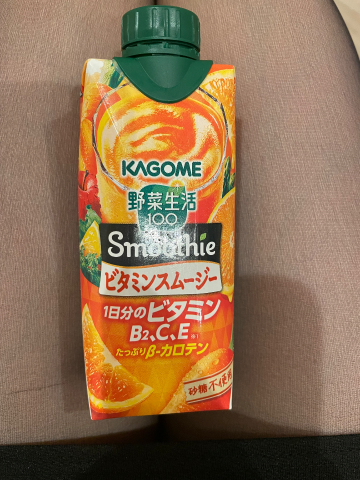 KAGOME
野菜生活
100
Smoothie
ビタミンスムージー
1日分のビタミン
B2、C、E ※1
たっぷりβ-カロテン
砂糖不使用